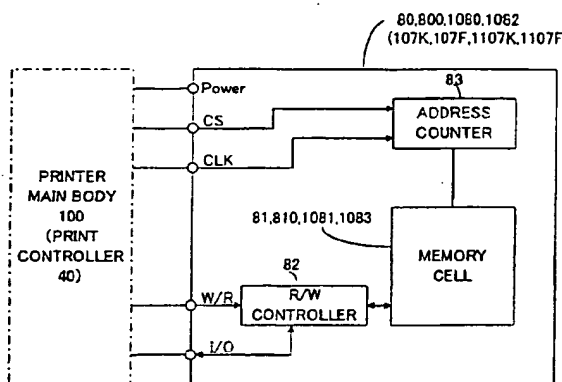 80,800,1080,1082
(107K,107F,1107K,1107F)
83
Power
CS
CLK
ADDRESS
COUNTER
PRINTER
MAIN BODY
100
(PRINT
CONTROLLER
40)
81,810,1081,1083
MEMORY
CELL
82
W/R
R/W
CONTROLLER
I/O